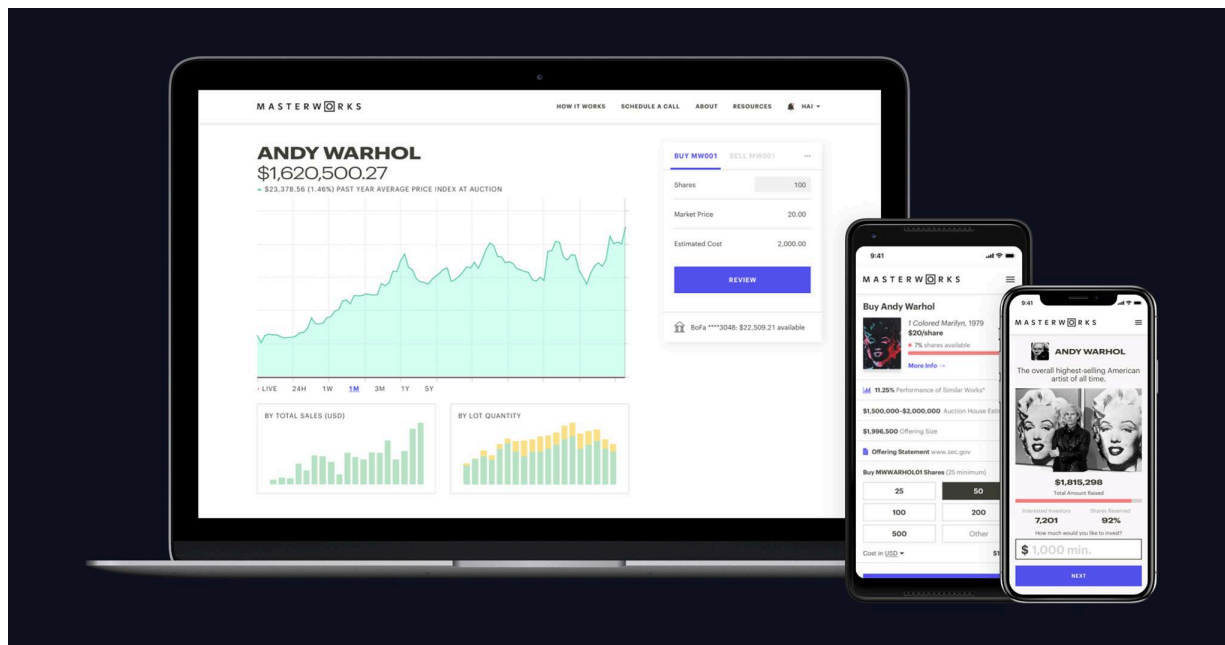 MASTERWORKS
HOW IT WORKS SCHEDULE A CALL ABOUT RESOURCES HAI
ANDY WARHOL
$1,620,500.27
$23,378.56 (1.46%) PAST YEAR AVERAGE PRICE INDEX AT AUCTION
- LIVE 24H 1W 1M 3M 1Y 5Y
BY TOTAL SALES (USD)
BY LOT QUANTITY
BUY MW001 SELL MW001 ...
Shares 100
Market Price 20.00
Estimated Cost 2,000.00
REVIEW
BofA ****3048: $22,509.21 available
9:41
MASTERWORKS
Buy Andy Warhol
1 Colored Marilyn, 1979
$20/share
7% shares available
More Info →
11.25% Performance of Similar Works*
$1,500,000-$2,000,000 Auction House
$1,996,500 Offering Size
Offering Statement www.sec.gov
Buy MWWARHOL01 Shares (25 minimum)
25 50
100 200
500 Other
Cost in USD
9:41
MASTERWORKS
ANDY WARHOL
The overall highest-selling American
artist of all time.
$1,815,298
Total Amount Raised
Interested Investors Shares Reserved
7,201 92%
How much would you like to invest?
$ 1,000 min.
NEXT